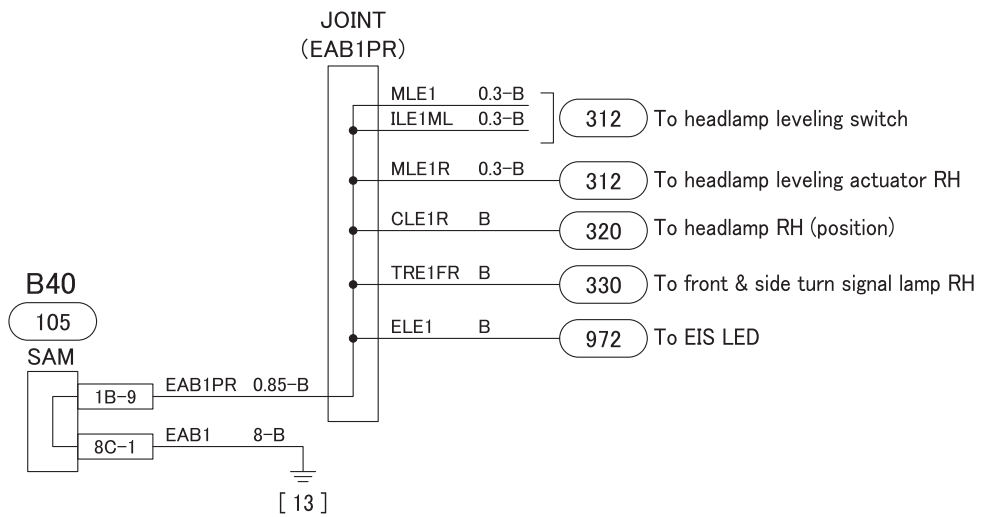 JOINT
(EAB1PR)
MLE1 0.3-B
ILE1ML 0.3-B
312 To headlamp leveling switch
MLE1R 0.3-B
312 To headlamp leveling actuator RH
CLE1R B
320 To headlamp RH (position)
TRE1FR B
330 To front & side turn signal lamp RH
ELE1 B
972 To EIS LED
B40
105
SAM
1B-9 EAB1PR 0.85-B
8C-1 EAB1 8-B
[ 13 ]